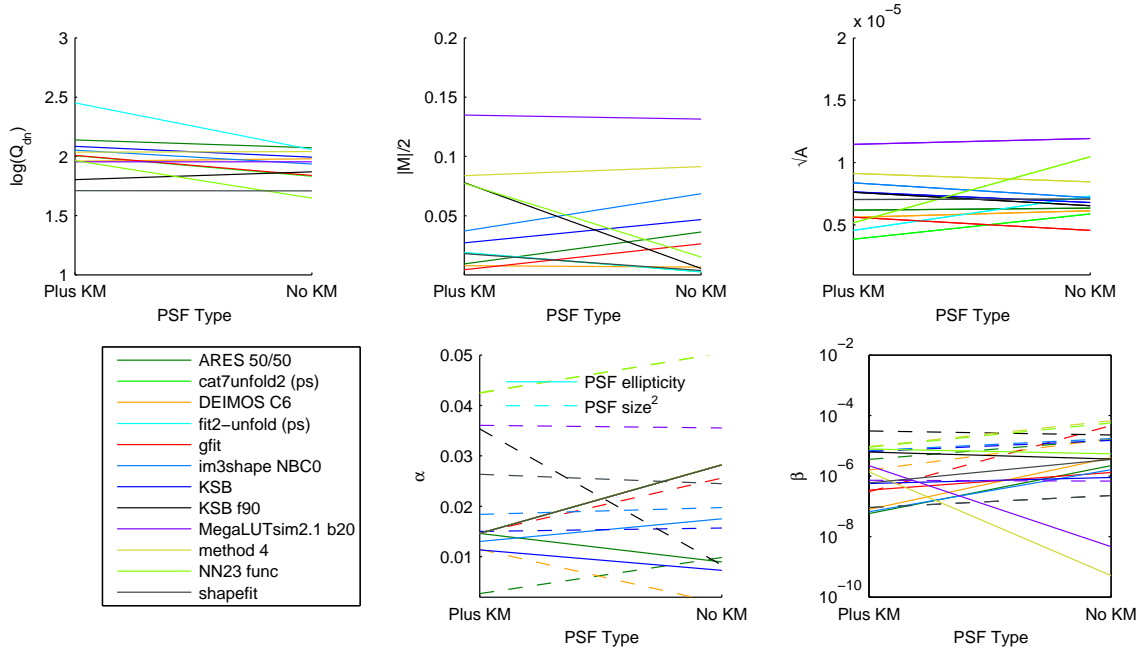 log(Q_dn)
3
2.5
2
1.5
1
Plus KM
No KM
PSF Type
|M|/2
0.2
0.15
0.1
0.05
Plus KM
No KM
PSF Type
√A
x 10^−5
2
1.5
1
0.5
Plus KM
No KM
PSF Type
ARES 50/50
cat7unfold2 (ps)
DEIMOS C6
fit2−unfold (ps)
gfit
im3shape NBC0
KSB
KSB f90
MegaLUTsim2.1 b20
method 4
NN23 func
shapefit
α
0.05
0.04
0.03
0.02
0.01
PSF ellipticity
PSF size^2
Plus KM
No KM
PSF Type
β
10^−2
10^−4
10^−6
10^−8
10^−10
Plus KM
No KM
PSF Type